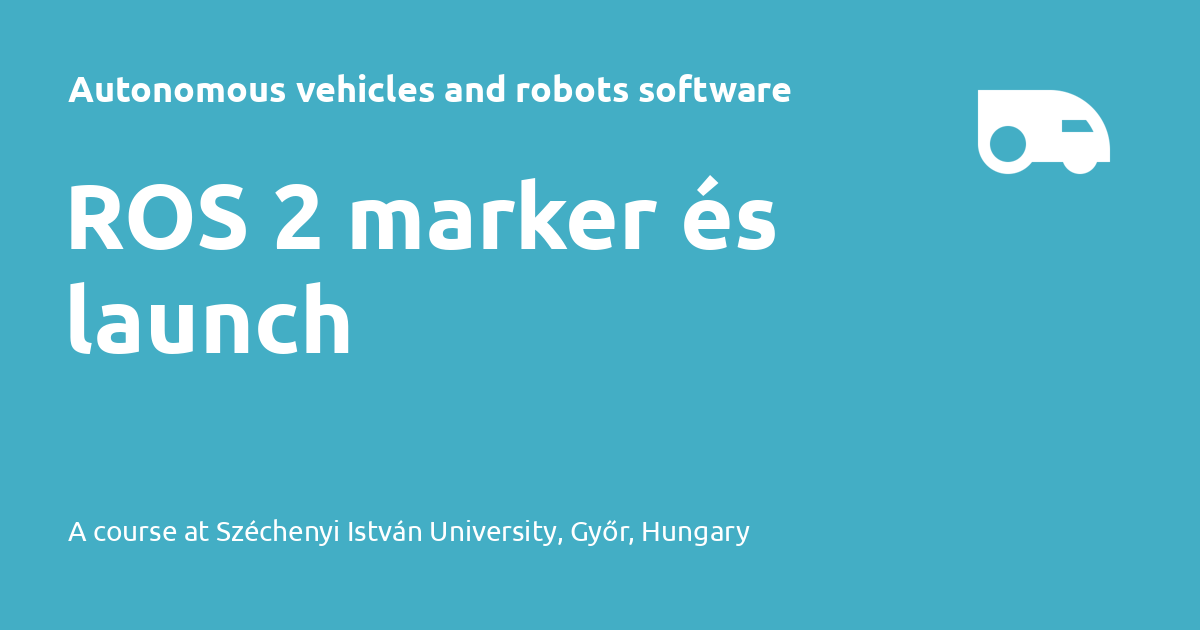 Autonomous vehicles and robots software
ROS 2 marker és
launch
A course at Széchenyi István University, Győr, Hungary